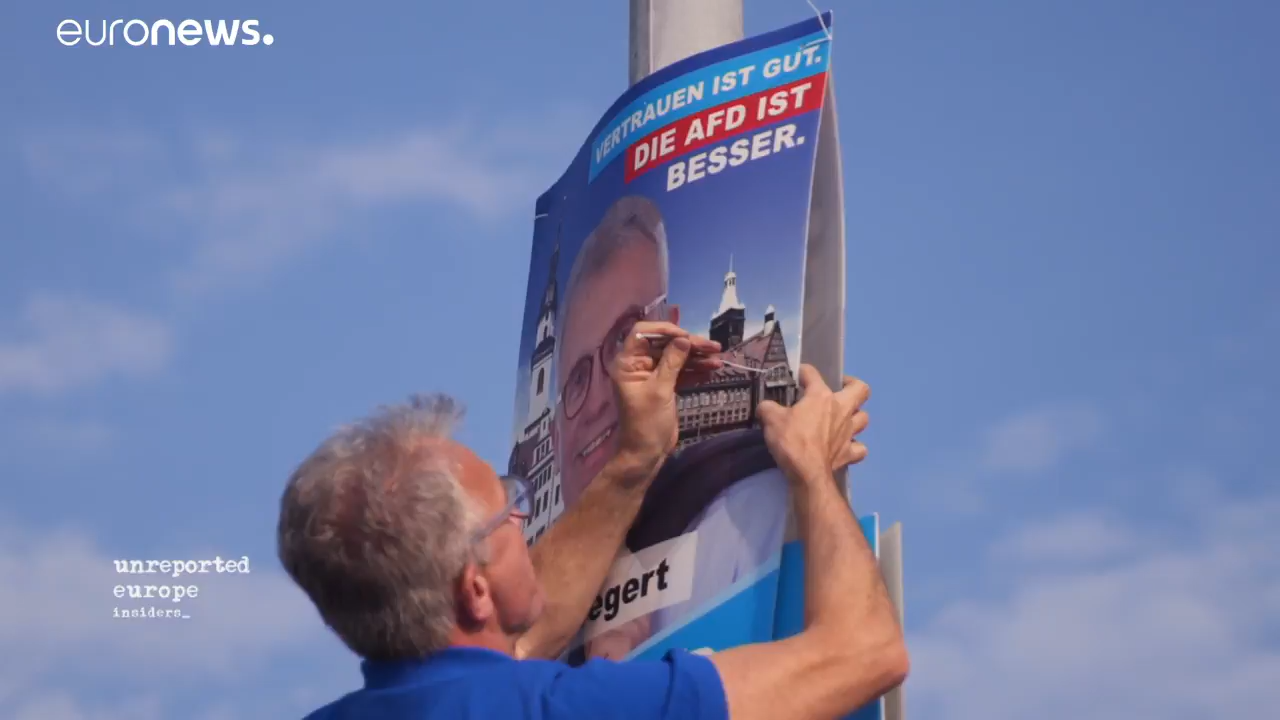 euronews.
VERTRAUEN IST GUT.
DIE AFD IST
BESSER.
egert
unreported
europe
insiders_